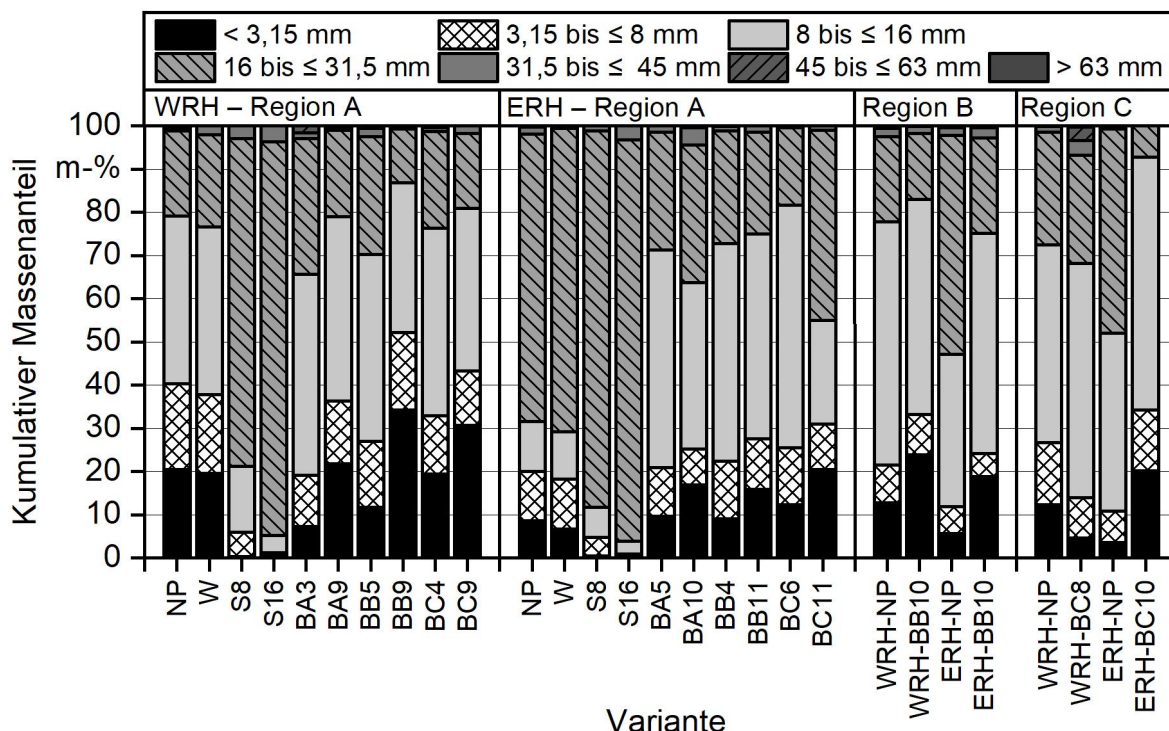 < 3,15 mm 3,15 bis ≤ 8 mm 8 bis ≤ 16 mm
16 bis ≤ 31,5 mm 31,5 bis ≤ 45 mm 45 bis ≤ 63 mm > 63 mm
WRH – Region A ERH – Region A Region B Region C
100
m-%
80
70
60
50
40
30
20
10
0
Kumulativer Massenanteil
NP W S8 S16 BA3 BA9 BB5 BB9 BC4 BC9 NP W S8 S16 BA5 BA10 BB4 BB11 BC6 BC11 WRH-NP WRH-BB10 ERH-NP ERH-BB10 WRH-NP WRH-BC8 ERH-NP ERH-BC10
Variante